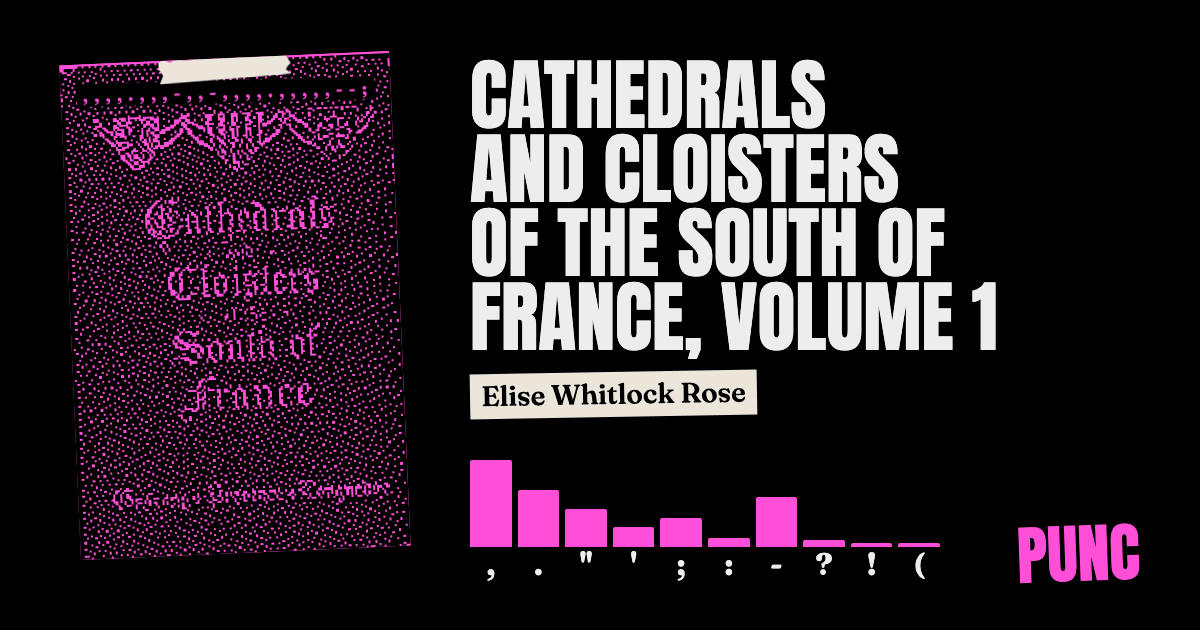 Cathedrals
and
Cloisters
of the
South of
France
CATHEDRALS
AND CLOISTERS
OF THE SOUTH OF
FRANCE, VOLUME 1
Elise Whitlock Rose
, . " ' ; : - ? ! (
PUNC